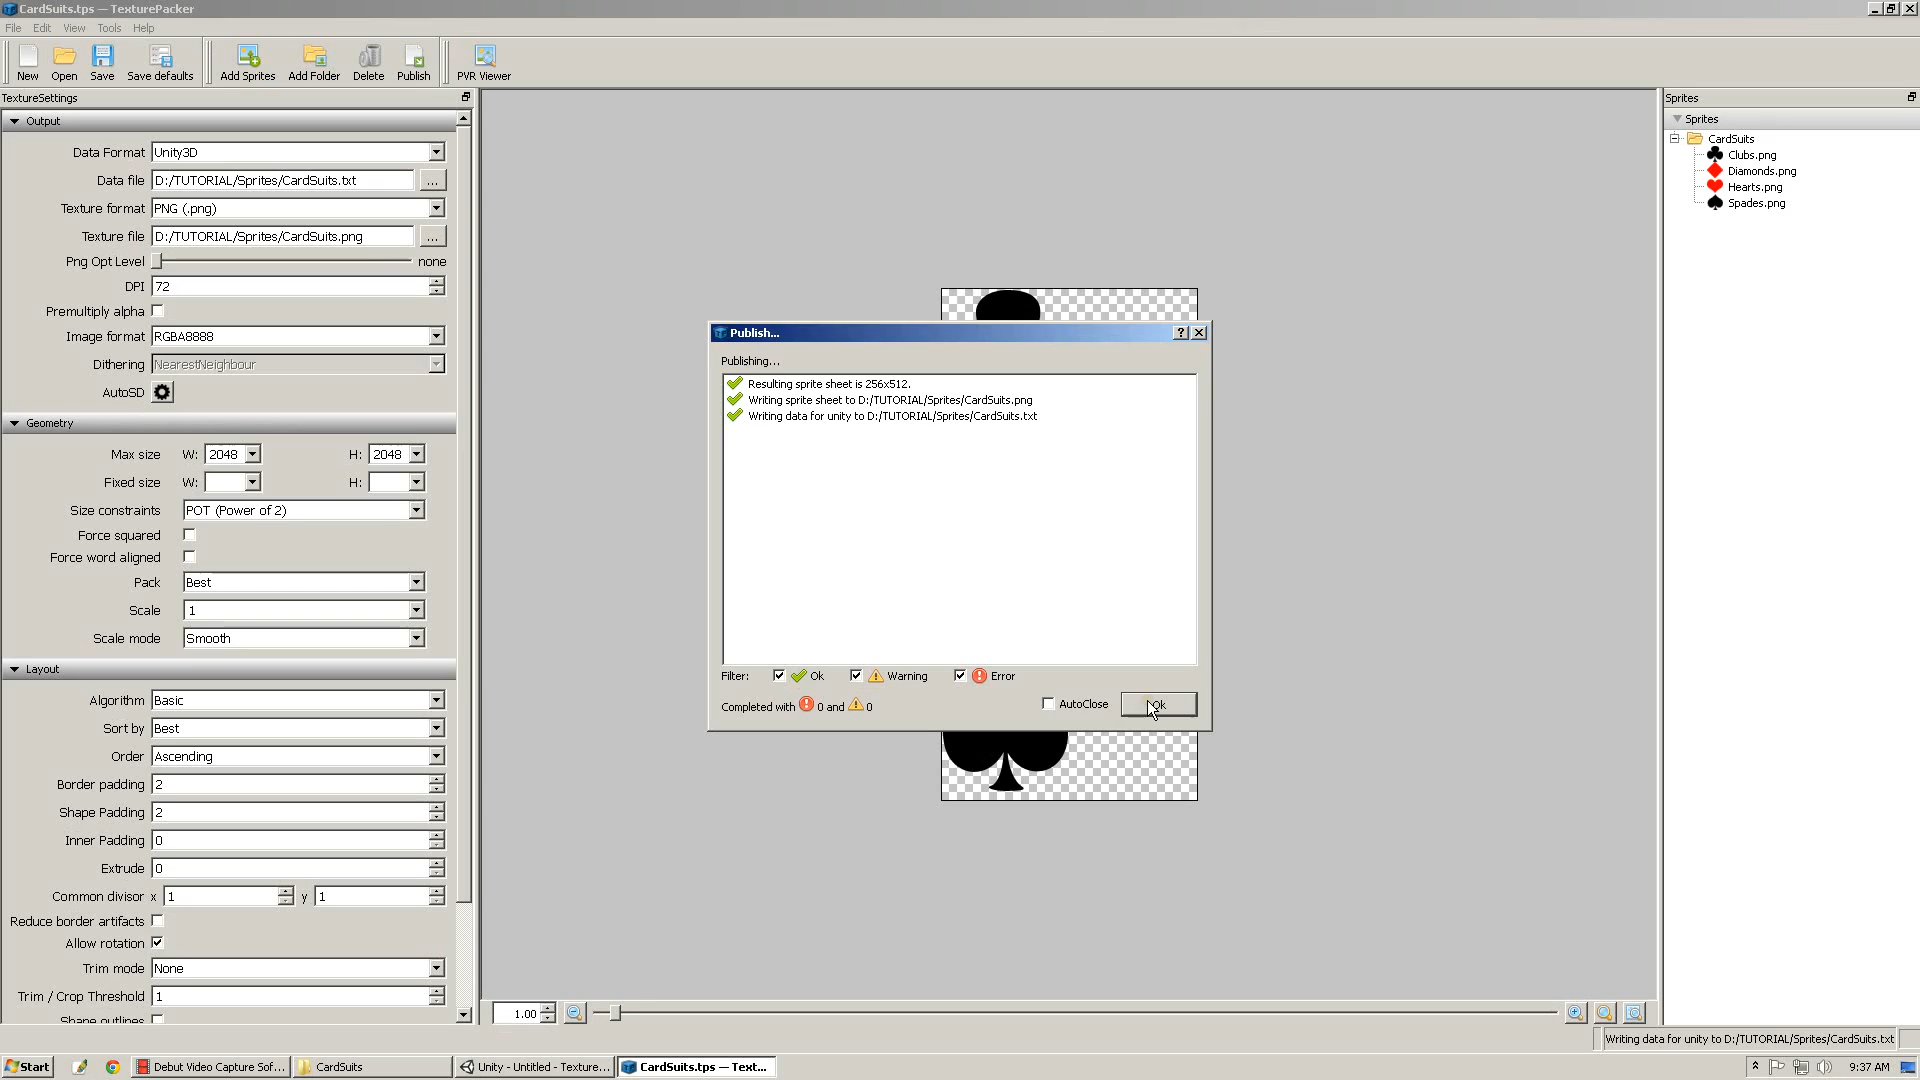 CardSuits.tps — TexturePacker
File Edit View Tools Help
New Open Save Save defaults Add Sprites Add Folder Delete Publish PVR Viewer
TextureSettings
Output
Data Format Unity3D
Data file D:/TUTORIAL/Sprites/CardSuits.txt ...
Texture format PNG (.png)
Texture file D:/TUTORIAL/Sprites/CardSuits.png ...
Png Opt Level none
DPI 72
Premultiply alpha
Image format RGBA8888
Dithering NearestNeighbour
AutoSD
Geometry
Max size W: 2048 H: 2048
Fixed size W: H:
Size constraints POT (Power of 2)
Force squared
Force word aligned
Pack Best
Scale 1
Scale mode Smooth
Layout
Algorithm Basic
Sort by Best
Order Ascending
Border padding 2
Shape Padding 2
Inner Padding 0
Extrude 0
Common divisor x 1 y 1
Reduce border artifacts
Allow rotation
Trim mode None
Trim / Crop Threshold 1
Shape outlines
Publish...
Publishing...
Resulting sprite sheet is 256x512.
Writing sprite sheet to D:/TUTORIAL/Sprites/CardSuits.png
Writing data for unity to D:/TUTORIAL/Sprites/CardSuits.txt
Filter: Ok Warning Error
Completed with 0 and 0
AutoClose Ok
1.00
Sprites
Sprites
CardSuits
Clubs.png
Diamonds.png
Hearts.png
Spades.png
Writing data for unity to D:/TUTORIAL/Sprites/CardSuits.txt
Start Debut Video Capture Sof... CardSuits Unity - Untitled - Texture... CardSuits.tps — Text... 9:37 AM